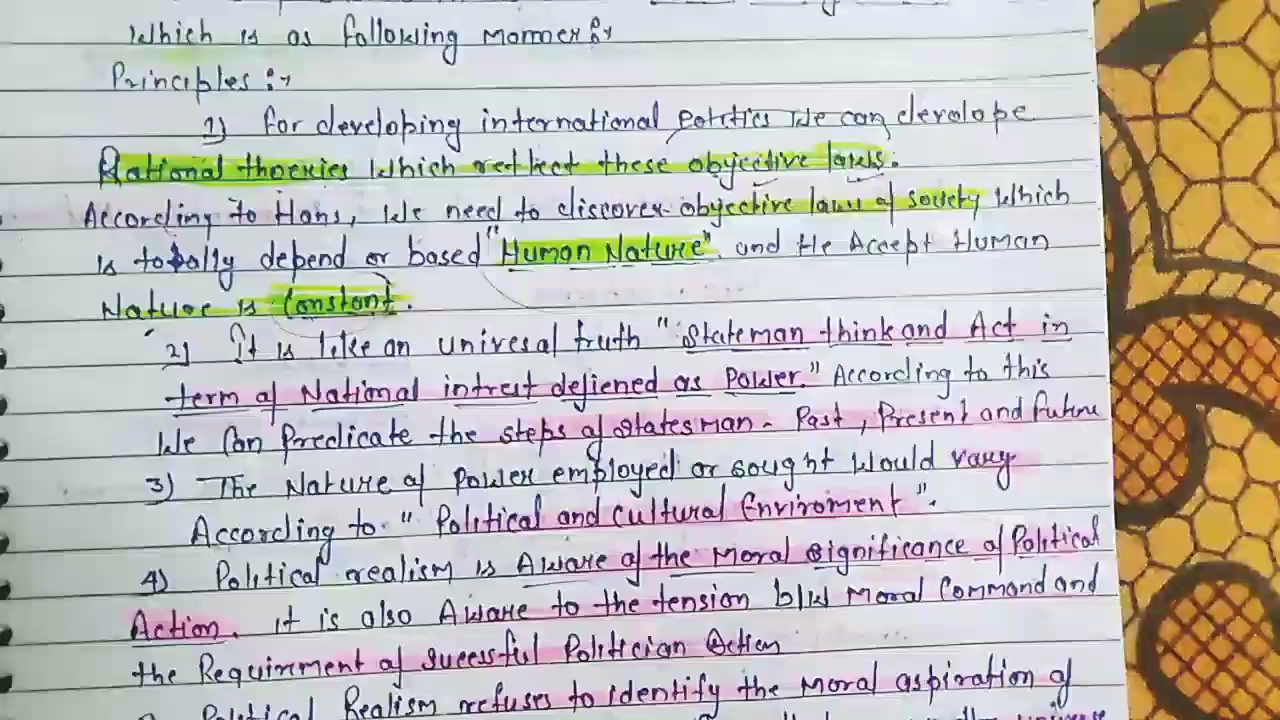 Which is as following manner:-
Principles :-
1) For developing international politics we can develope
Rational thoeries which reflect these objective laws.
According to Hans, We need to discover objective law of society which
is totally depend or based "Human Nature" and He Accept Human
Nature is Constant.
2) It is like an univesal truth "Stateman think and Act in
term of National intrest defiened as Power." According to this
We Can Predicate the steps of statesman - Past, Present and Future
3) The Nature of Power employed or sought Would vary
According to "Political and Cultural Enviroment".
4) Political realism is Aware of the Moral significance of Political
Action. it is also Aware to the tension b/w Moral Command and
the Requirment of Sucessful Politician Action
Political Realism refuses to identify the Moral aspiration of